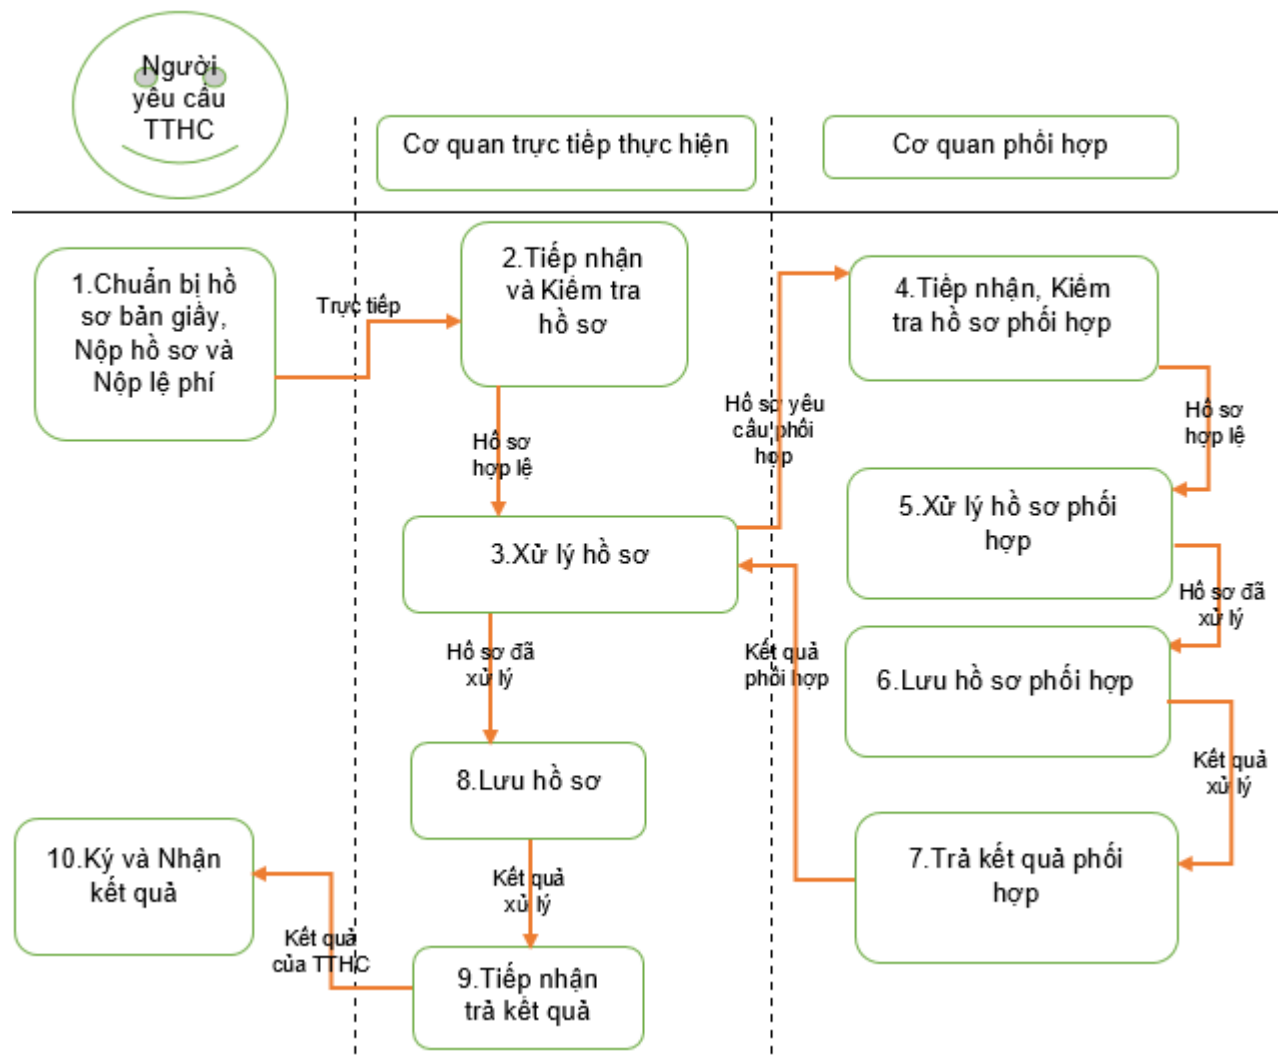 Người
yêu cầu
TTHC
Cơ quan trực tiếp thực hiện
Cơ quan phối hợp
1.Chuẩn bị hồ
sơ bản giấy,
Nộp hồ sơ và
Nộp lệ phí
Trực tiếp
2.Tiếp nhận
và Kiểm tra
hồ sơ
Hồ sơ
hợp lệ
3.Xử lý hồ sơ
Hồ sơ yêu
cầu phối
hợp
4.Tiếp nhận, Kiểm
tra hồ sơ phối hợp
Hồ sơ
hợp lệ
5.Xử lý hồ sơ phối
hợp
Hồ sơ đã
xử lý
6.Lưu hồ sơ phối hợp
Kết quả
xử lý
7.Trả kết quả phối
hợp
Kết quả
phối hợp
Hồ sơ đã
xử lý
8.Lưu hồ sơ
Kết quả
xử lý
9.Tiếp nhận
trả kết quả
Kết quả
của TTHC
10.Ký và Nhận
kết quả